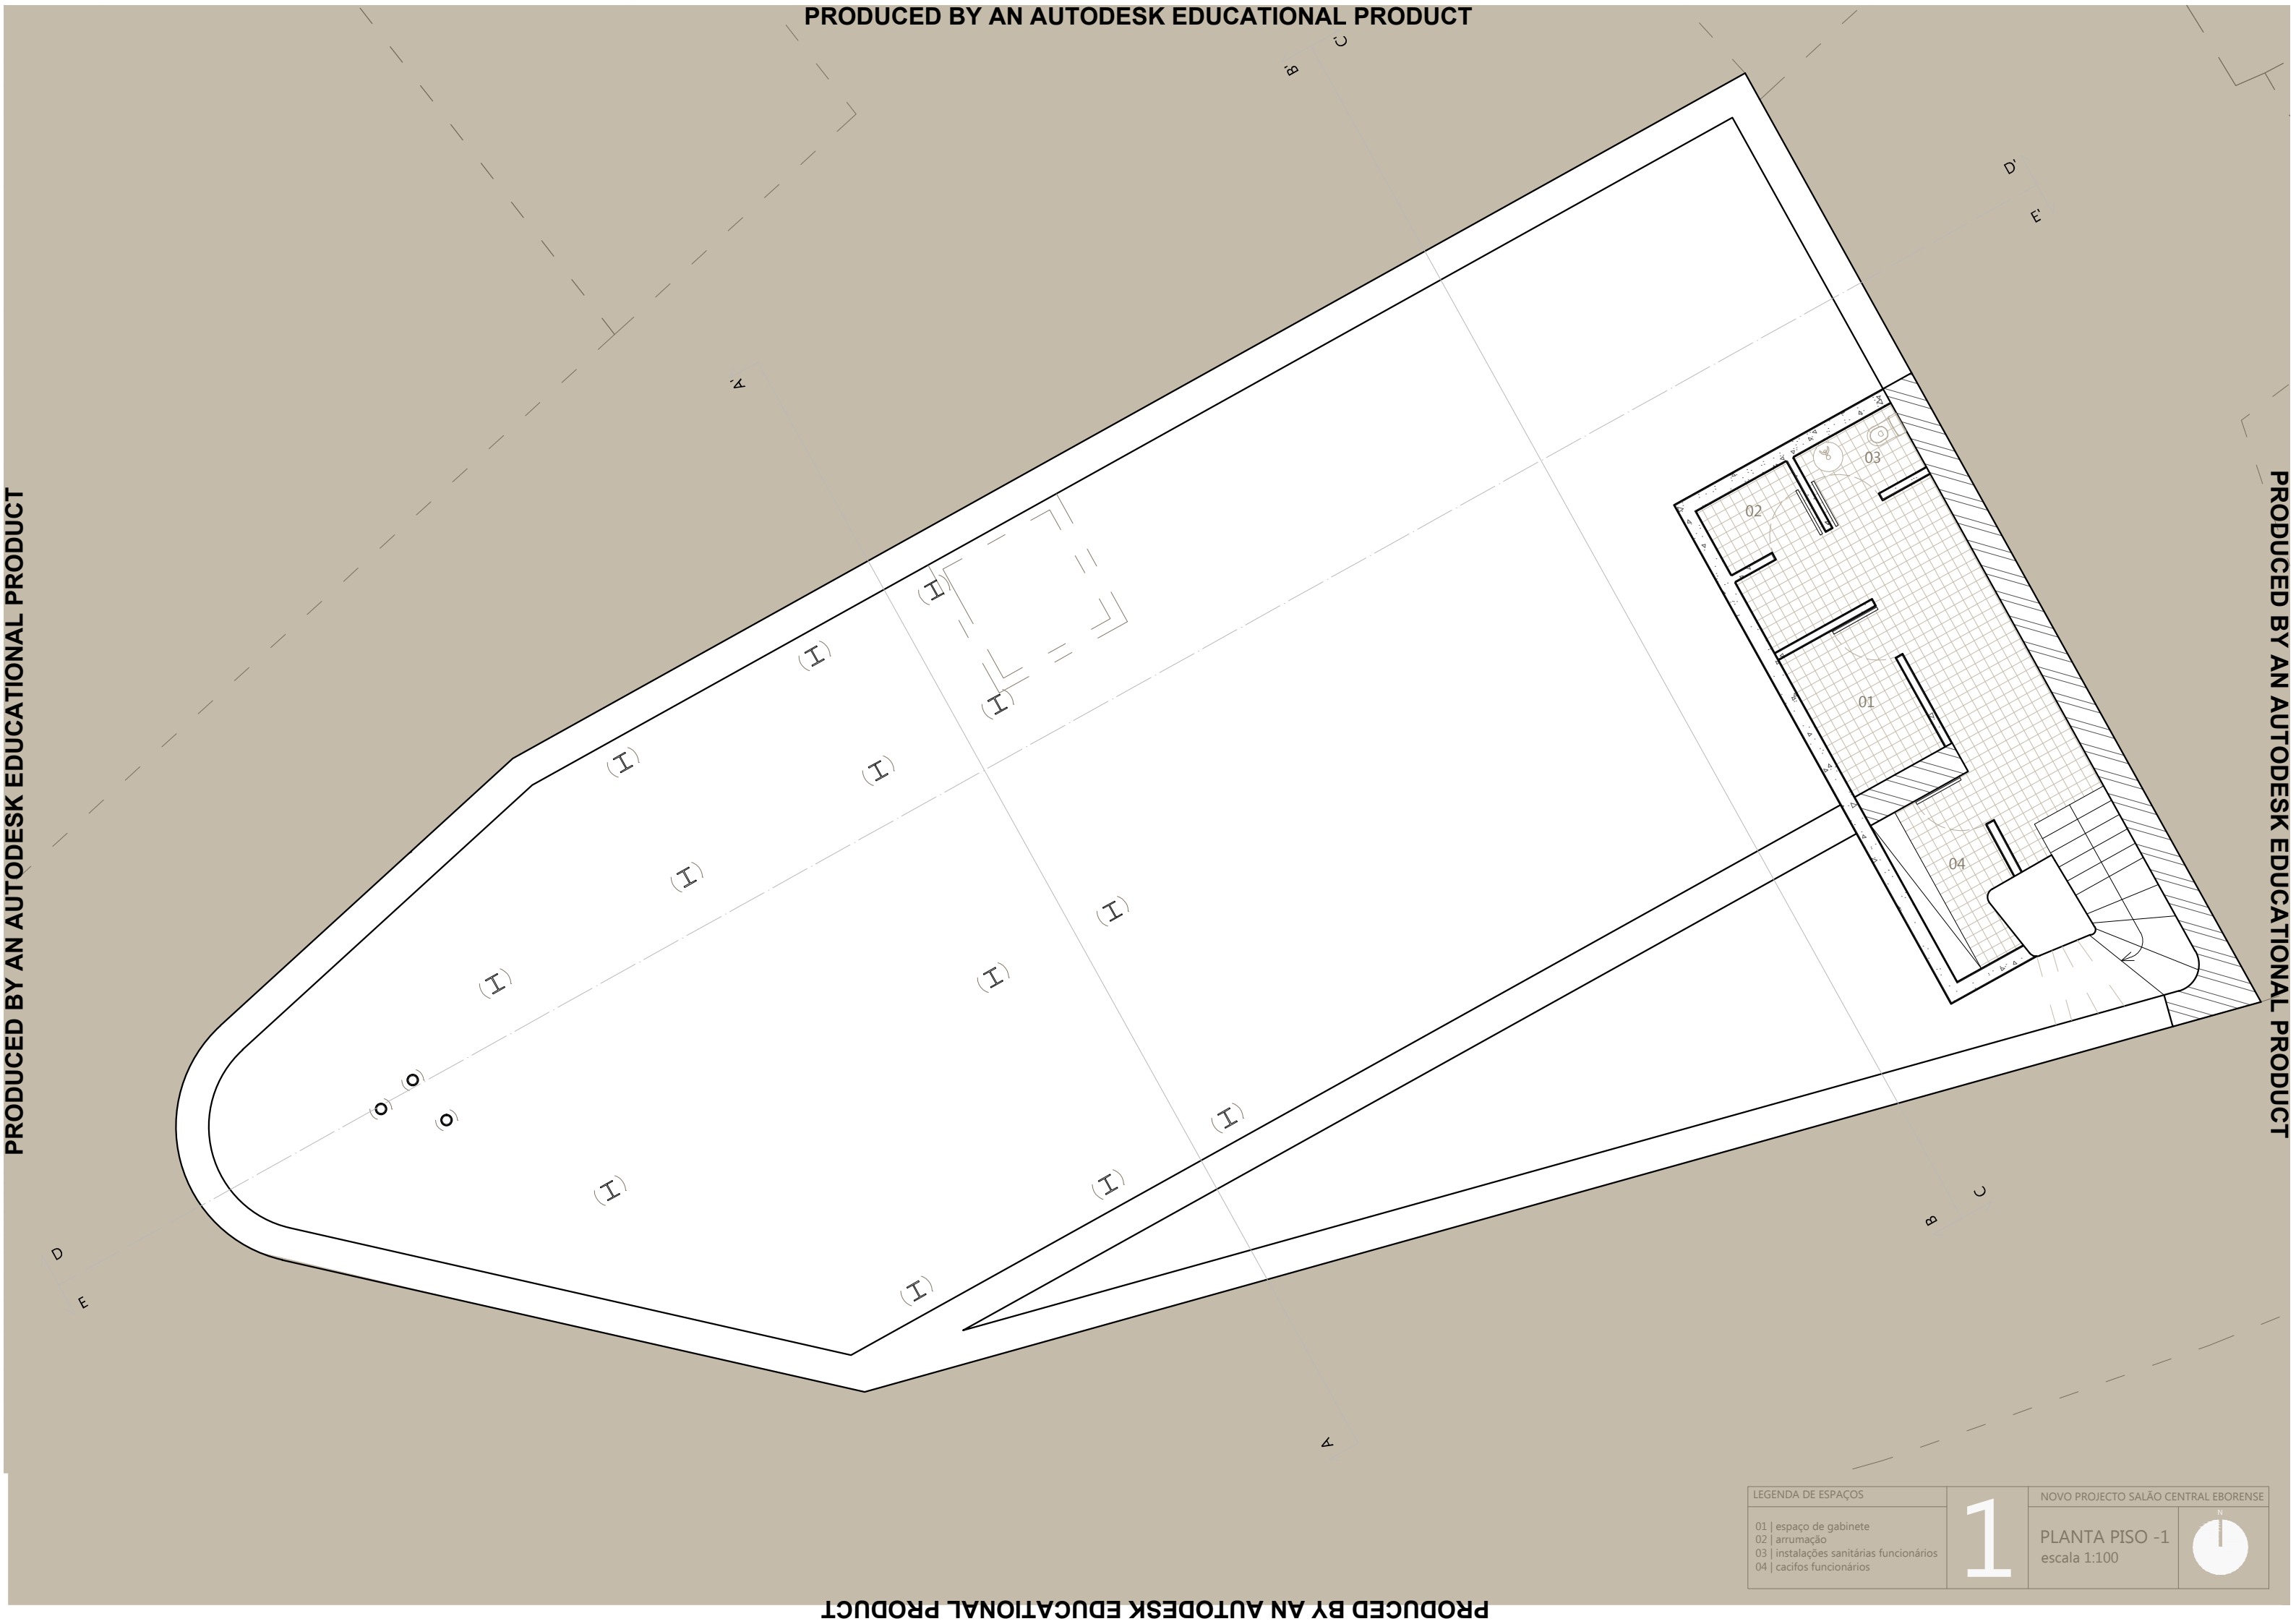 PRODUCED BY AN AUTODESK EDUCATIONAL PRODUCT
C'
B'
D'
E'
A'
03
02
01
04
PRODUCED BY AN AUTODESK EDUCATIONAL PRODUCT
PRODUCED BY AN AUTODESK EDUCATIONAL PRODUCT
D
E
C
B
A
LEGENDA DE ESPAÇOS
01 | espaço de gabinete
02 | arrumação
03 | instalações sanitárias funcionários
04 | cacifos funcionários
1
NOVO PROJECTO SALÃO CENTRAL EBORENSE
PLANTA PISO -1
escala 1:100
N
PRODUCED BY AN AUTODESK EDUCATIONAL PRODUCT